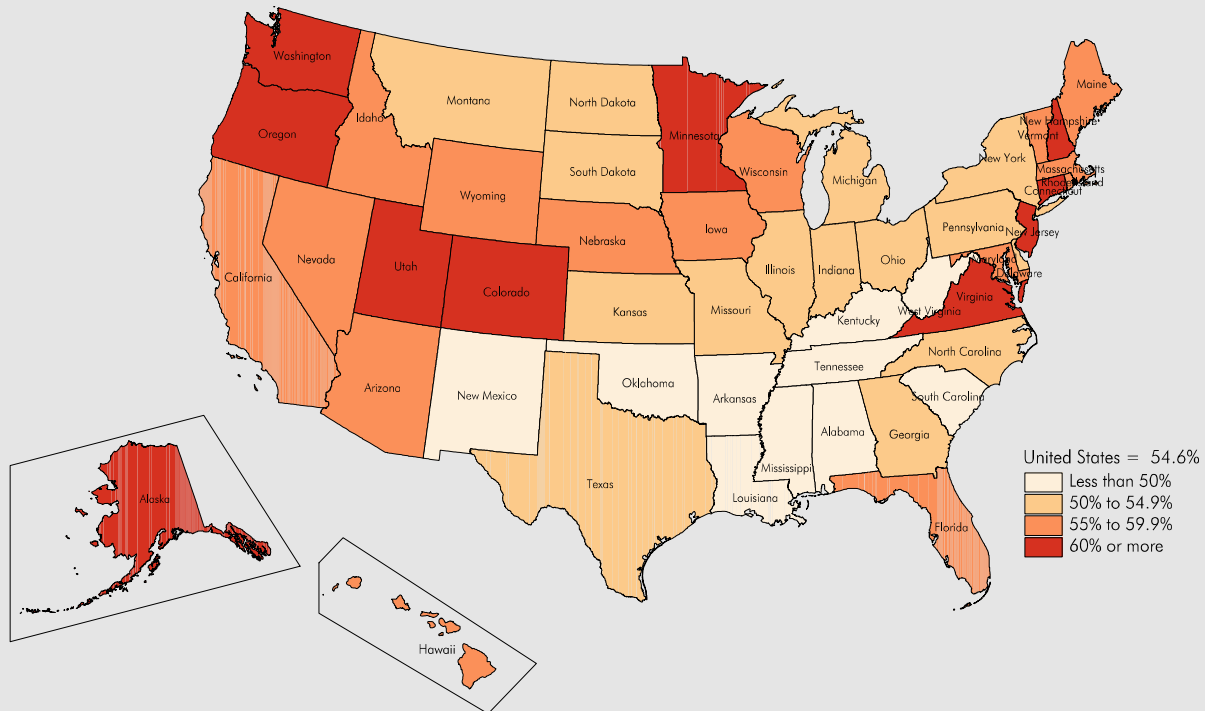 Washington
Maine
Montana
North Dakota
Idaho
New Hampshire
Oragon
Minnesota
Vermont
New York
Massachusetts
Wisconsin
South Dakota
Michigan
Rhode Island
Connecticut
Wyoming
Pennsylvania
Iowa
New Jersey
Nebraska
Nevada
Ohio
Maryland
Utah
Illinois
Indiana
Delaware
California
Colorado
Virginia
Kansas
Missouri
West Virginia
Kentucky
North Carolina
Tennessee
Oklahoma
Arizona
New Mexico
Arkansas
South Carolina
Alabama
Georgia
United States = 54.6%
Mississippi
Less than 50%
Texas
Louisiana
Alaska
50% to 54.9%
55% to 59.9%
Florida
60% or more
Hawaii